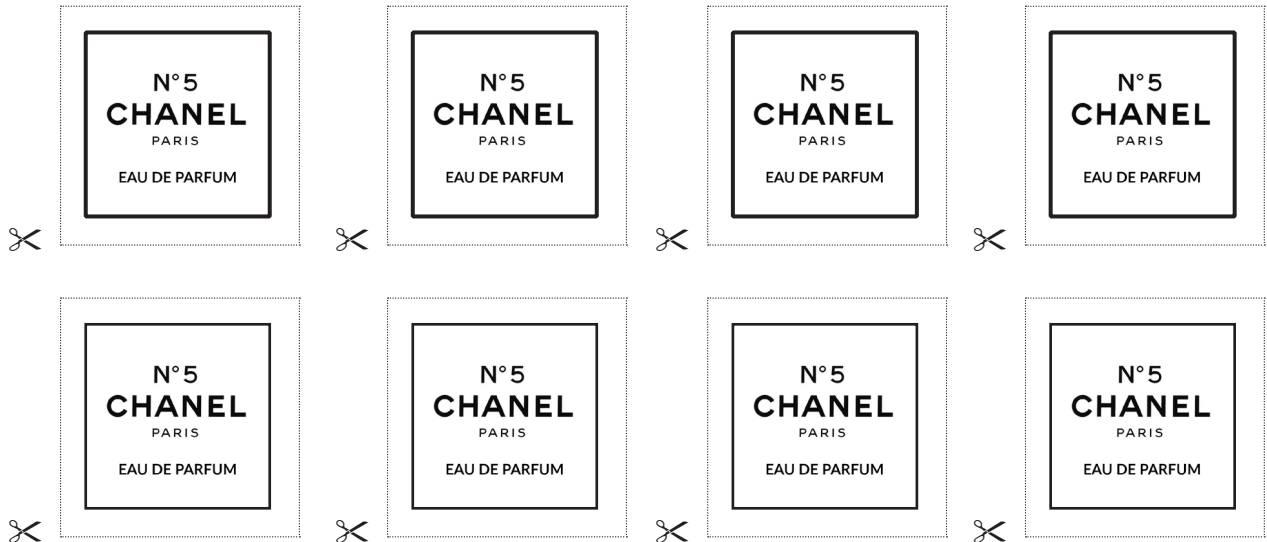 N°5 N°5 N°5 N°5
CHANEL CHANEL CHANEL CHANEL
PARIS PARIS PARIS PARIS
EAU DE PARFUM EAU DE PARFUM EAU DE PARFUM EAU DE PARFUM
N°5 N°5 N°5 N°5
CHANEL CHANEL CHANEL CHANEL
PARIS PARIS PARIS PARIS
EAU DE PARFUM EAU DE PARFUM EAU DE PARFUM EAU DE PARFUM